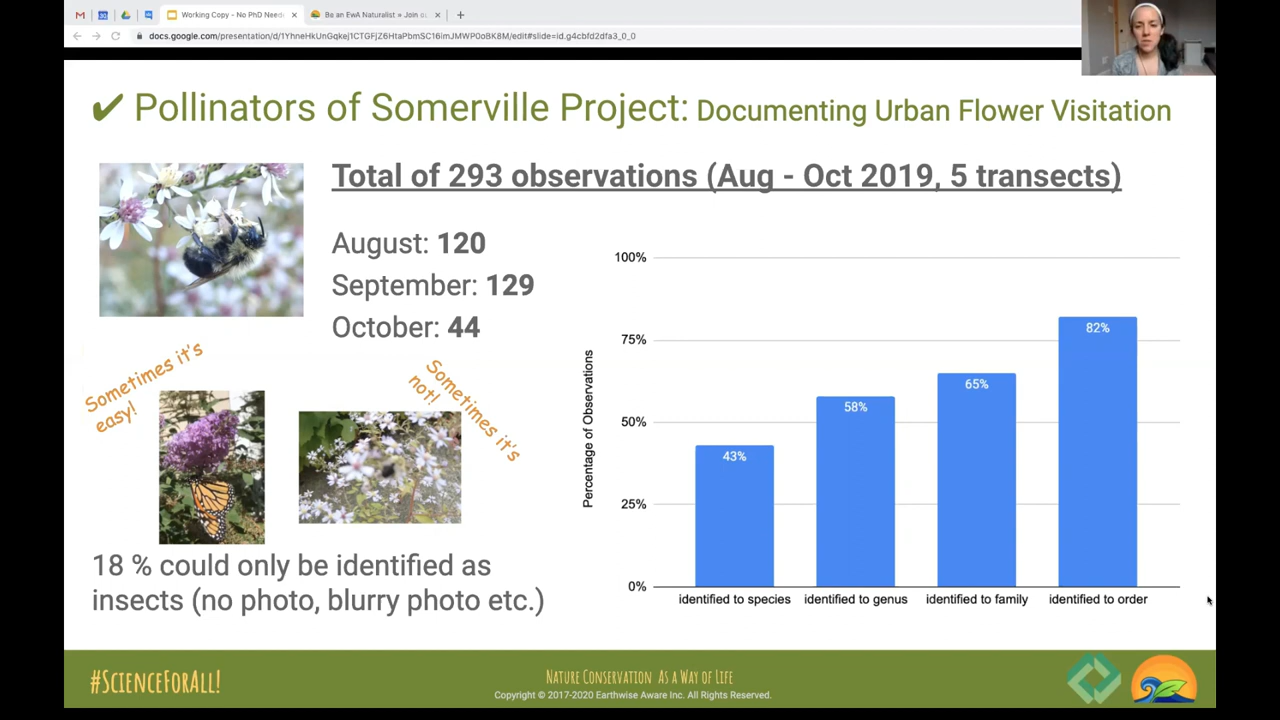 Working Copy - No PhD Need
Be an EwA Naturalist » Join o
docs.google.com/presentation/d/1YhneHkUnGqkej1CTGFjZ6HtaPbmSC16imJMWP0oBK8M/edit#slide=id.g4cbfd2dfa3_0_0
✔ Pollinators of Somerville Project: Documenting Urban Flower Visitation
Total of 293 observations (Aug - Oct 2019, 5 transects)
August: 120
September: 129
October: 44
Sometimes it's
easy!
Sometimes it's
not!
18 % could only be identified as
insects (no photo, blurry photo etc.)
Percentage of Observations
100%
75%
50%
25%
0%
43%
58%
65%
82%
identified to species
identified to genus
identified to family
identified to order
#ScienceForAll!
Nature Conservation As a Way of Life
Copyright © 2017-2020 Earthwise Aware Inc. All Rights Reserved.